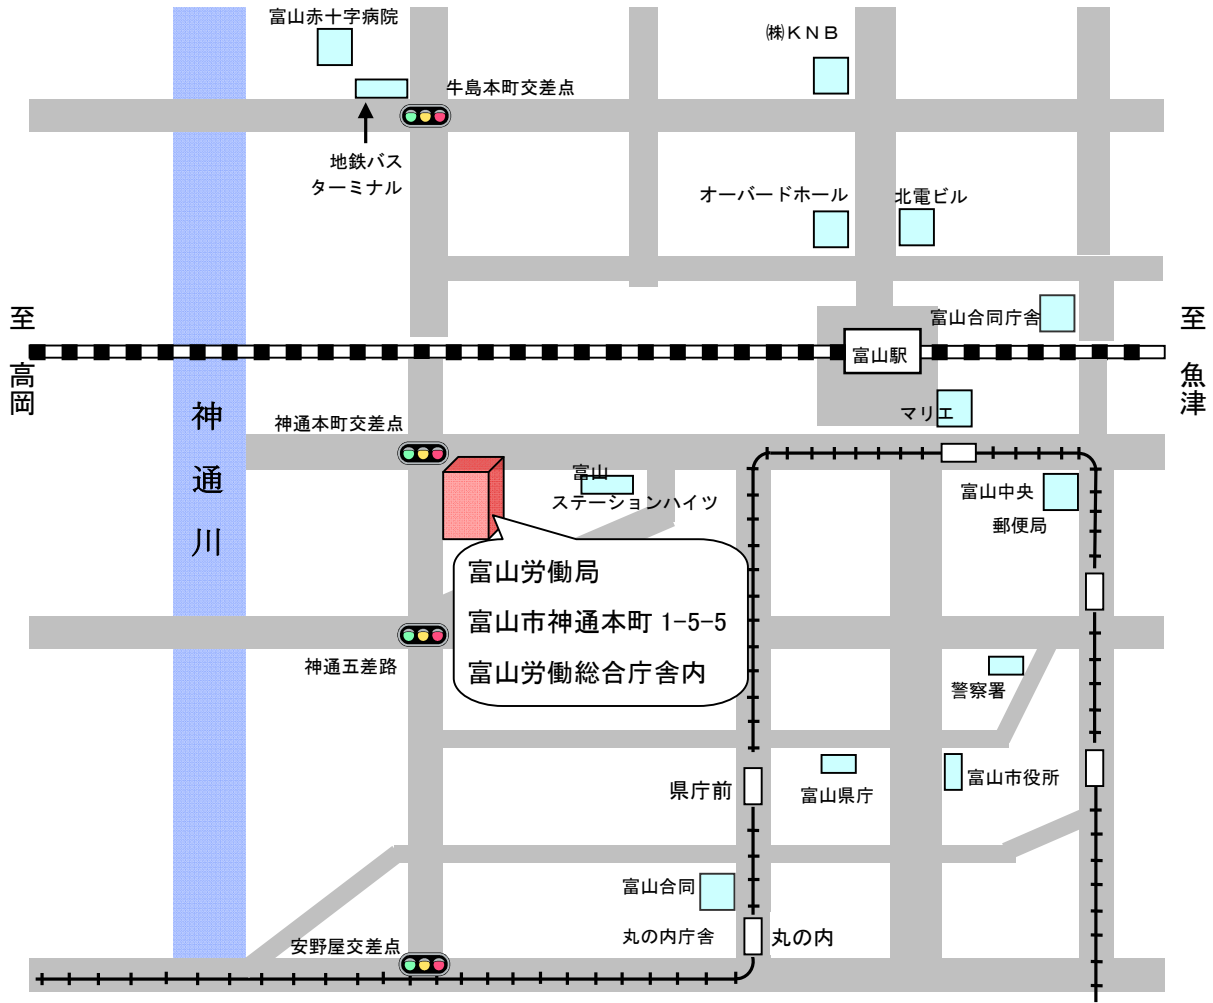 富山赤十字病院
㈱ＫＮＢ
牛島本町交差点
地鉄バス
ターミナル
オーバードホール
北電ビル
至
高岡
富山合同庁舎
至
魚津
富山駅
神通川
神通本町交差点
マリエ
富山
ステーションハイツ
富山中央
郵便局
富山労働局
富山市神通本町 1-5-5
富山労働総合庁舎内
神通五差路
警察署
県庁前
富山県庁
富山市役所
富山合同
丸の内庁舎
丸の内
安野屋交差点